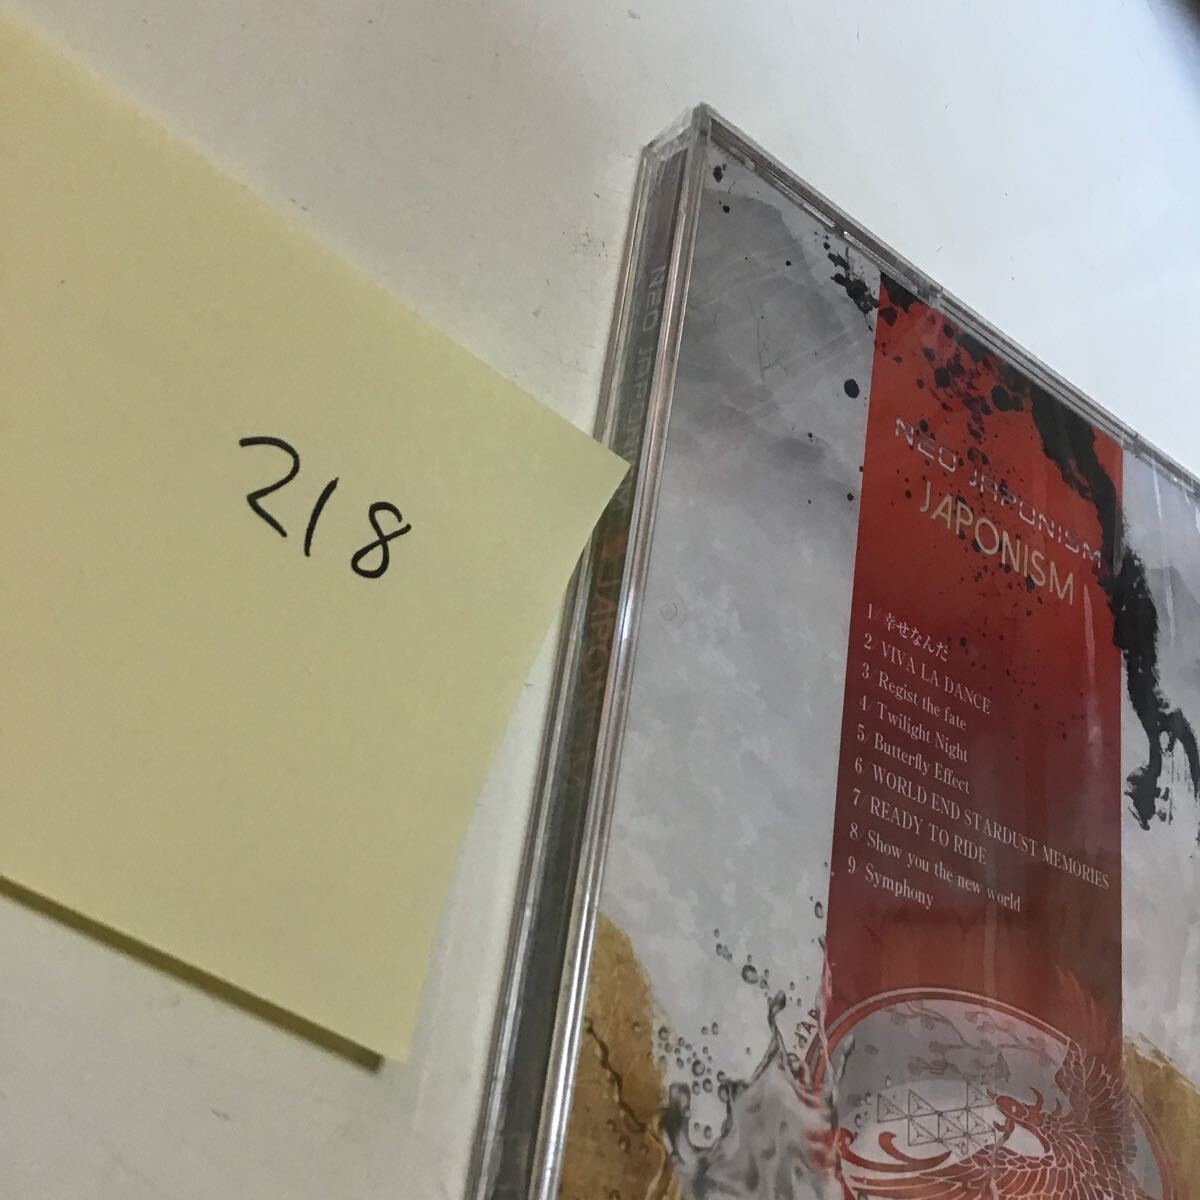 218
NEO JAPONISM
JAPONISM
NEO JAPONISM
JAPONISM
1/ 幸せなんだ
2/ VIVA LA DANCE
3/ Regist the fate
4/ Twilight Night
5/ Butterfly Effect
6/ WORLD END STARDUST MEMORIES
7/ READY TO RIDE
8/ Show you the new world
9/ Symphony